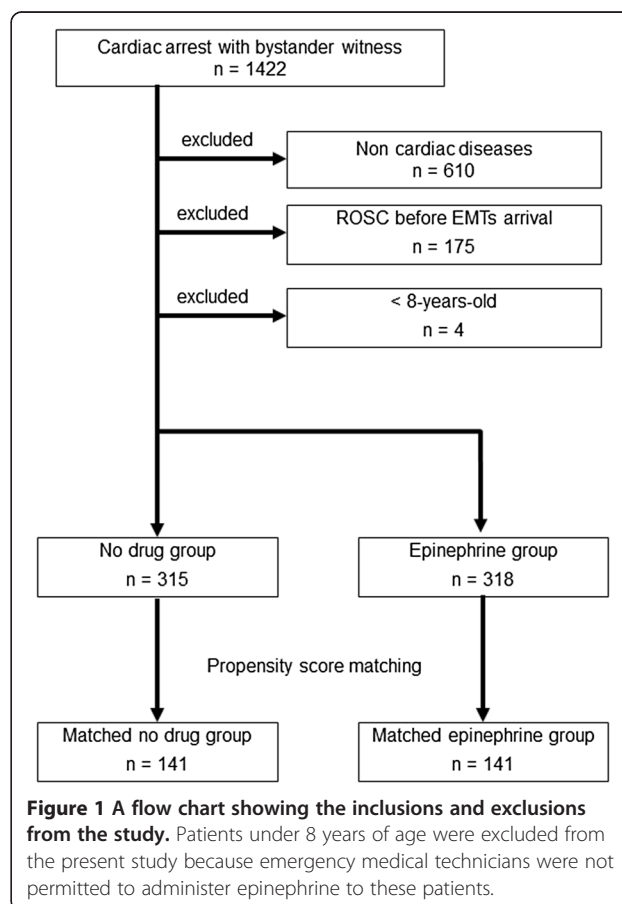 Cardiac arrest with bystander witness
n = 1422
excluded
Non cardiac diseases
n = 610
excluded
ROSC before EMTs arrival
n = 175
excluded
< 8-years-old
n = 4
No drug group
n = 315
Epinephrine group
n = 318
Propensity score matching
Matched no drug group
n = 141
Matched epinephrine group
n = 141
Figure 1 A flow chart showing the inclusions and exclusions
from the study. Patients under 8 years of age were excluded from
the present study because emergency medical technicians were not
permitted to administer epinephrine to these patients.